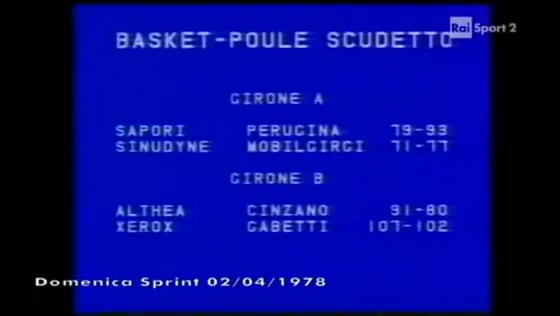 Rai Sport 2
BASKET-POULE SCUDETTO
GIRONE A
SAPORI PERUGINA 79-93
SINUDYNE MOBILGIRGI 71-77
GIRONE B
ALTHEA CINZANO 91-80
XEROX GABETTI 107-102
Domenica Sprint 02/04/1978